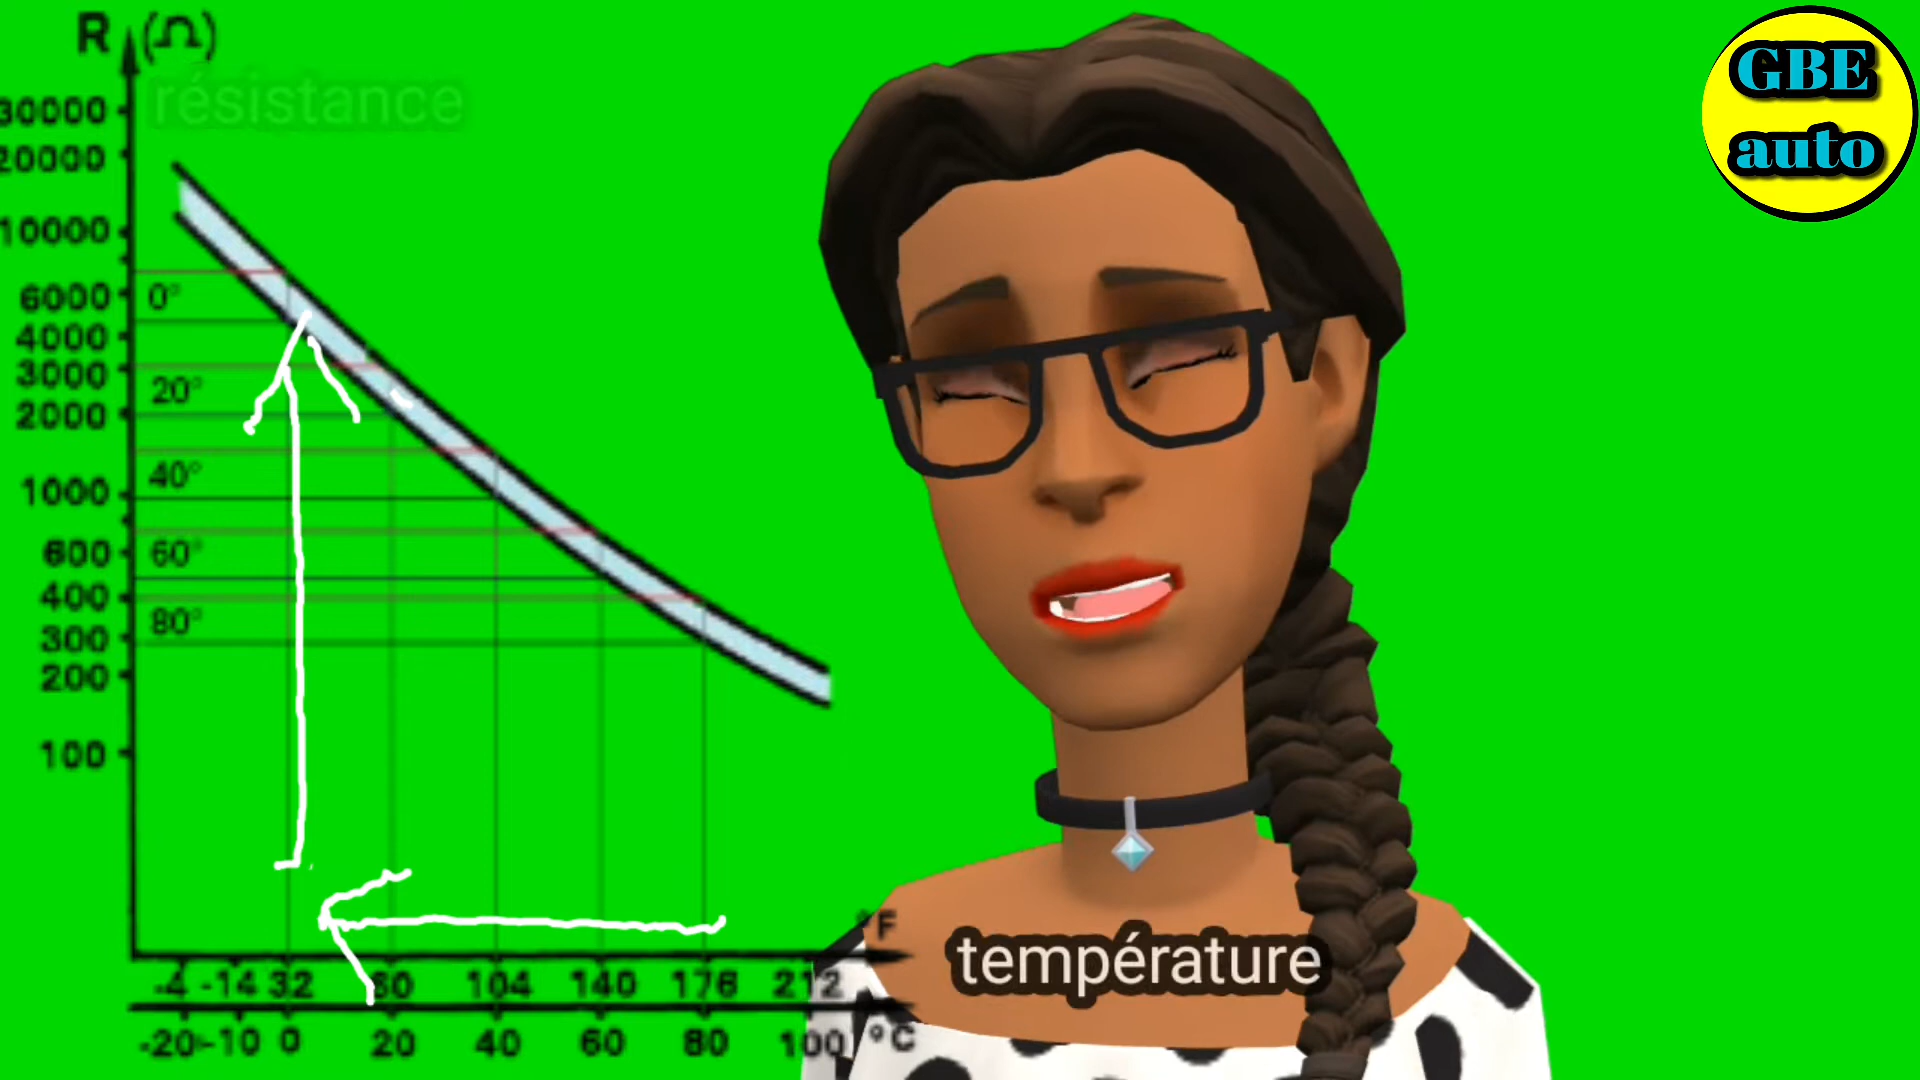 R (Ω)
résistance
30000
20000
10000
6000
4000
3000
2000
1000
600
400
300
200
100
0°
20°
40°
60°
80°
°F
-4 -14 32 80 104 140 176 212
-20 -10 0 20 40 60 80 100 °C
température
GBE
auto